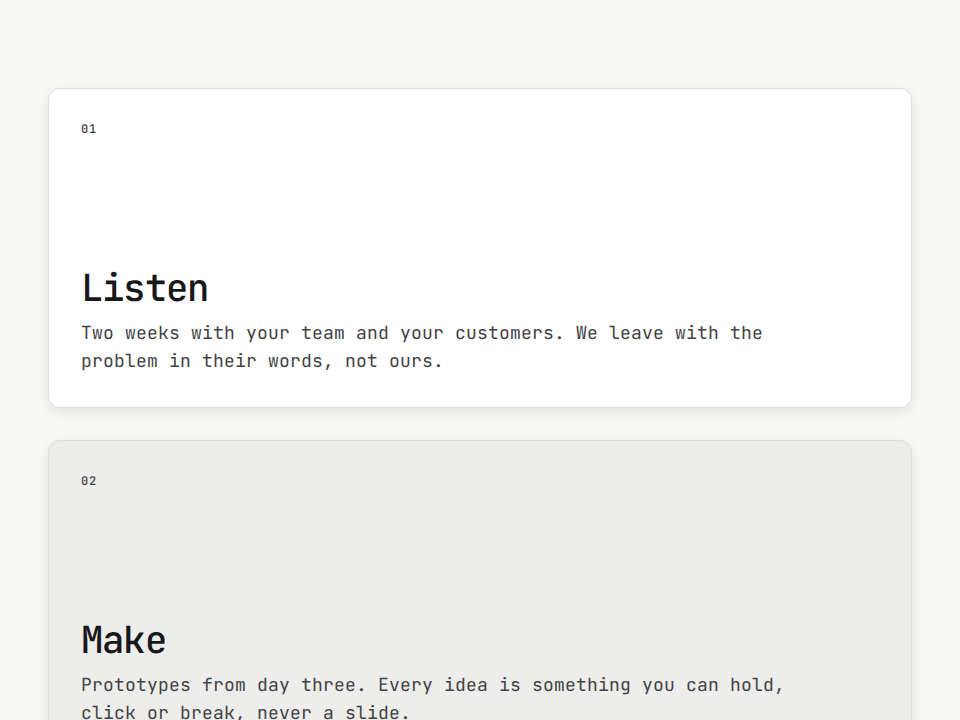 01
Listen
Two weeks with your team and your customers. We leave with the
problem in their words, not ours.
02
Make
Prototypes from day three. Every idea is something you can hold,
click or break, never a slide.